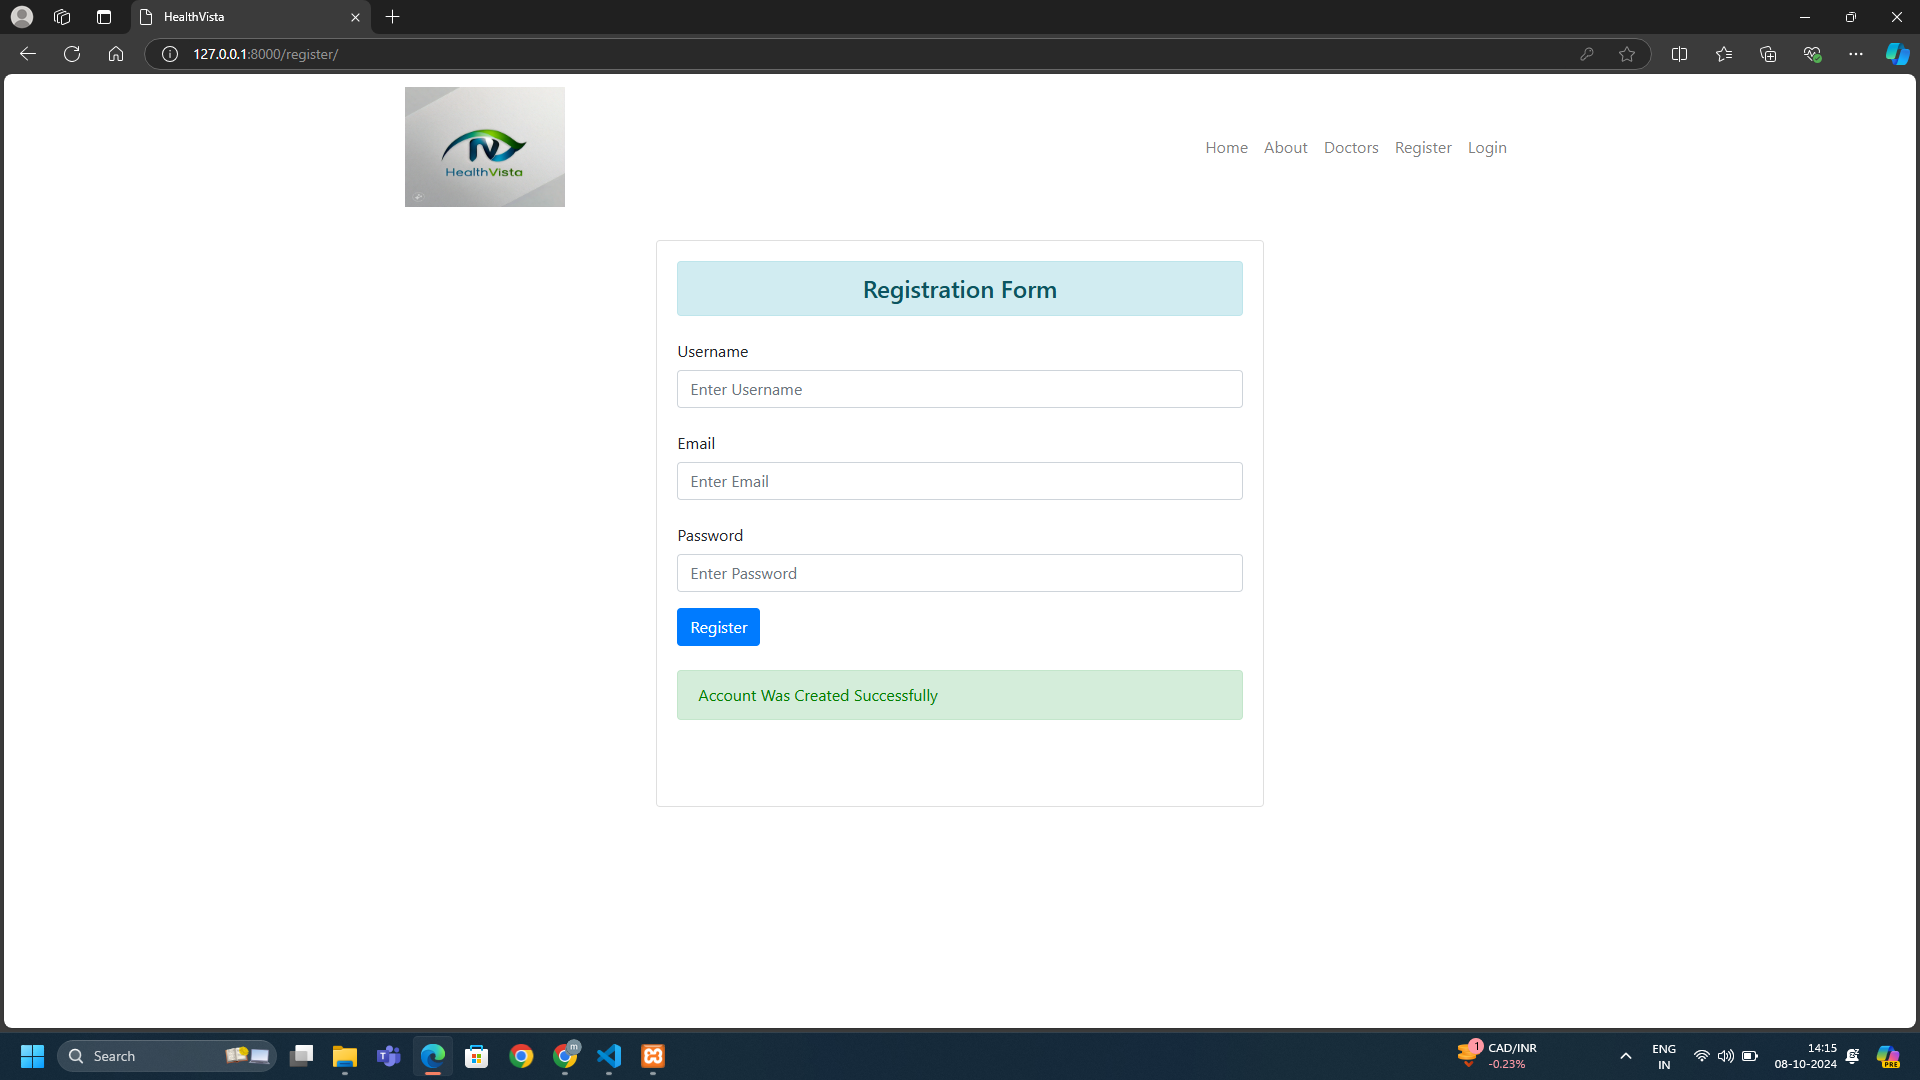 HealthVista
127.0.0.1:8000/register/
HealthVista
Home About Doctors Register Login
Registration Form
Username
Enter Username
Email
Enter Email
Password
Enter Password
Register
Account Was Created Successfully
Search
m
1
CAD/INR
-0.23%
ENG
IN
14:15
08-10-2024
PRE